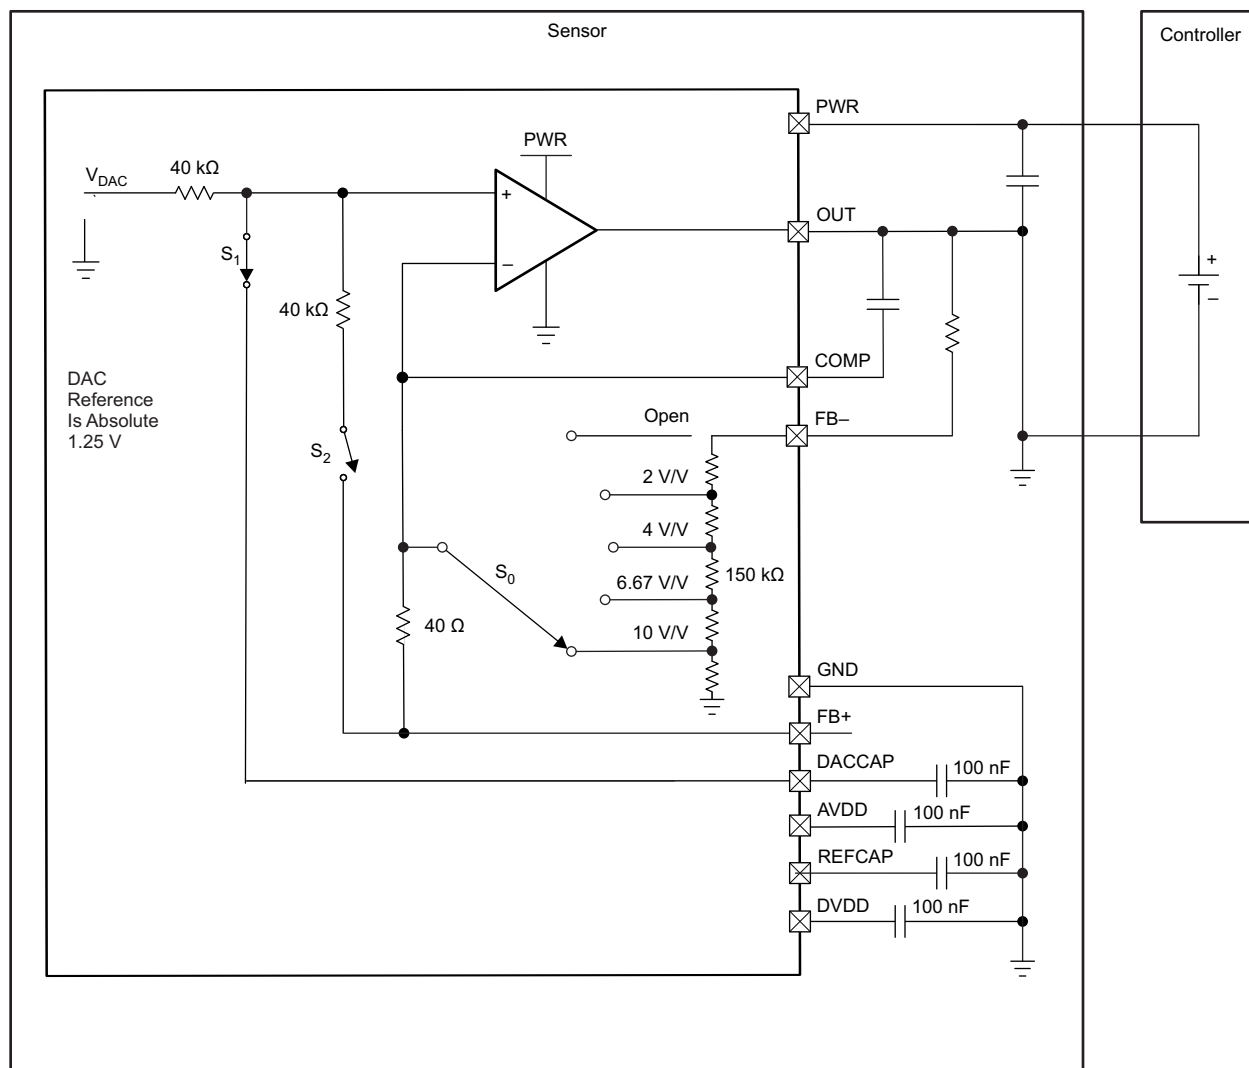 Sensor
Controller
PWR
PWR
40 kΩ
VDAC
+
OUT
S1
−
+
−
40 kΩ
COMP
DAC
Reference
Is Absolute
1.25 V
Open
FB–
S2
2 V/V
4 V/V
S0
6.67 V/V
150 kΩ
40 Ω
10 V/V
GND
FB+
DACCAP
100 nF
AVDD
100 nF
REFCAP
100 nF
DVDD
100 nF